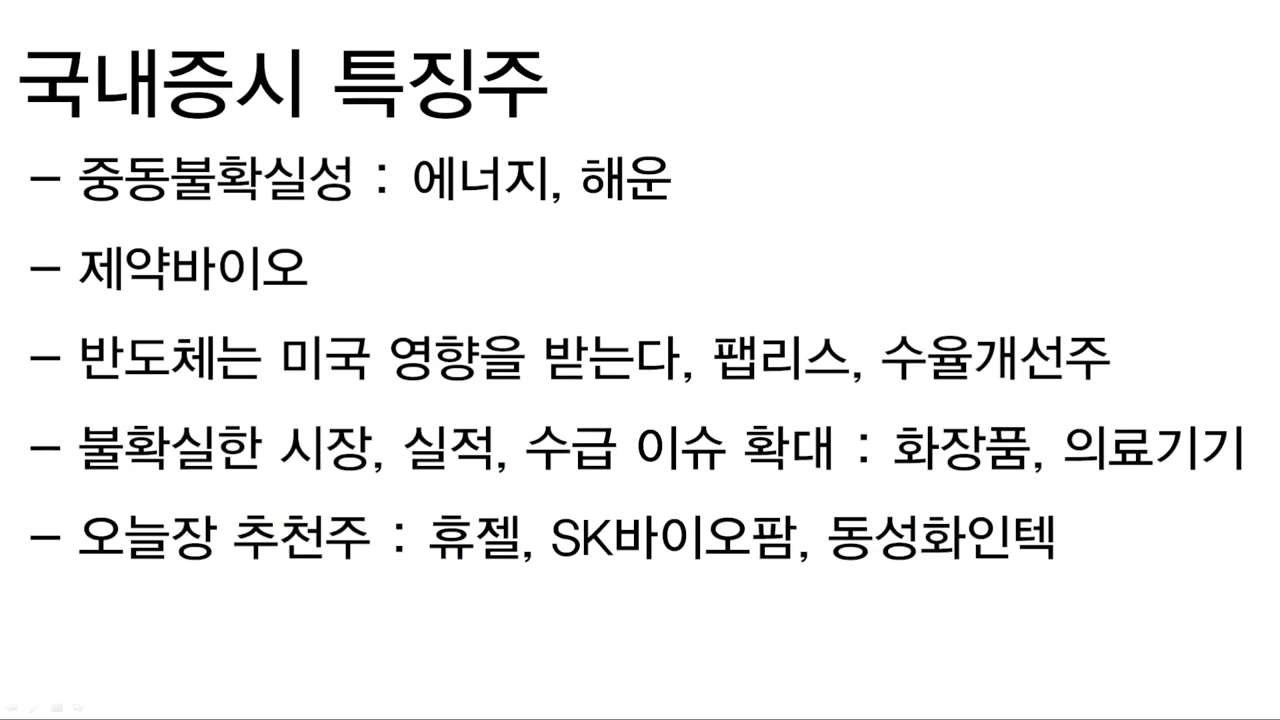 국내증시 특징주
– 중동불확실성 : 에너지, 해운
– 제약바이오
– 반도체는 미국 영향을 받는다, 팹리스, 수율개선주
– 불확실한 시장, 실적, 수급 이슈 확대 : 화장품, 의료기기
– 오늘장 추천주 : 휴젤, SK바이오팜, 동성화인텍